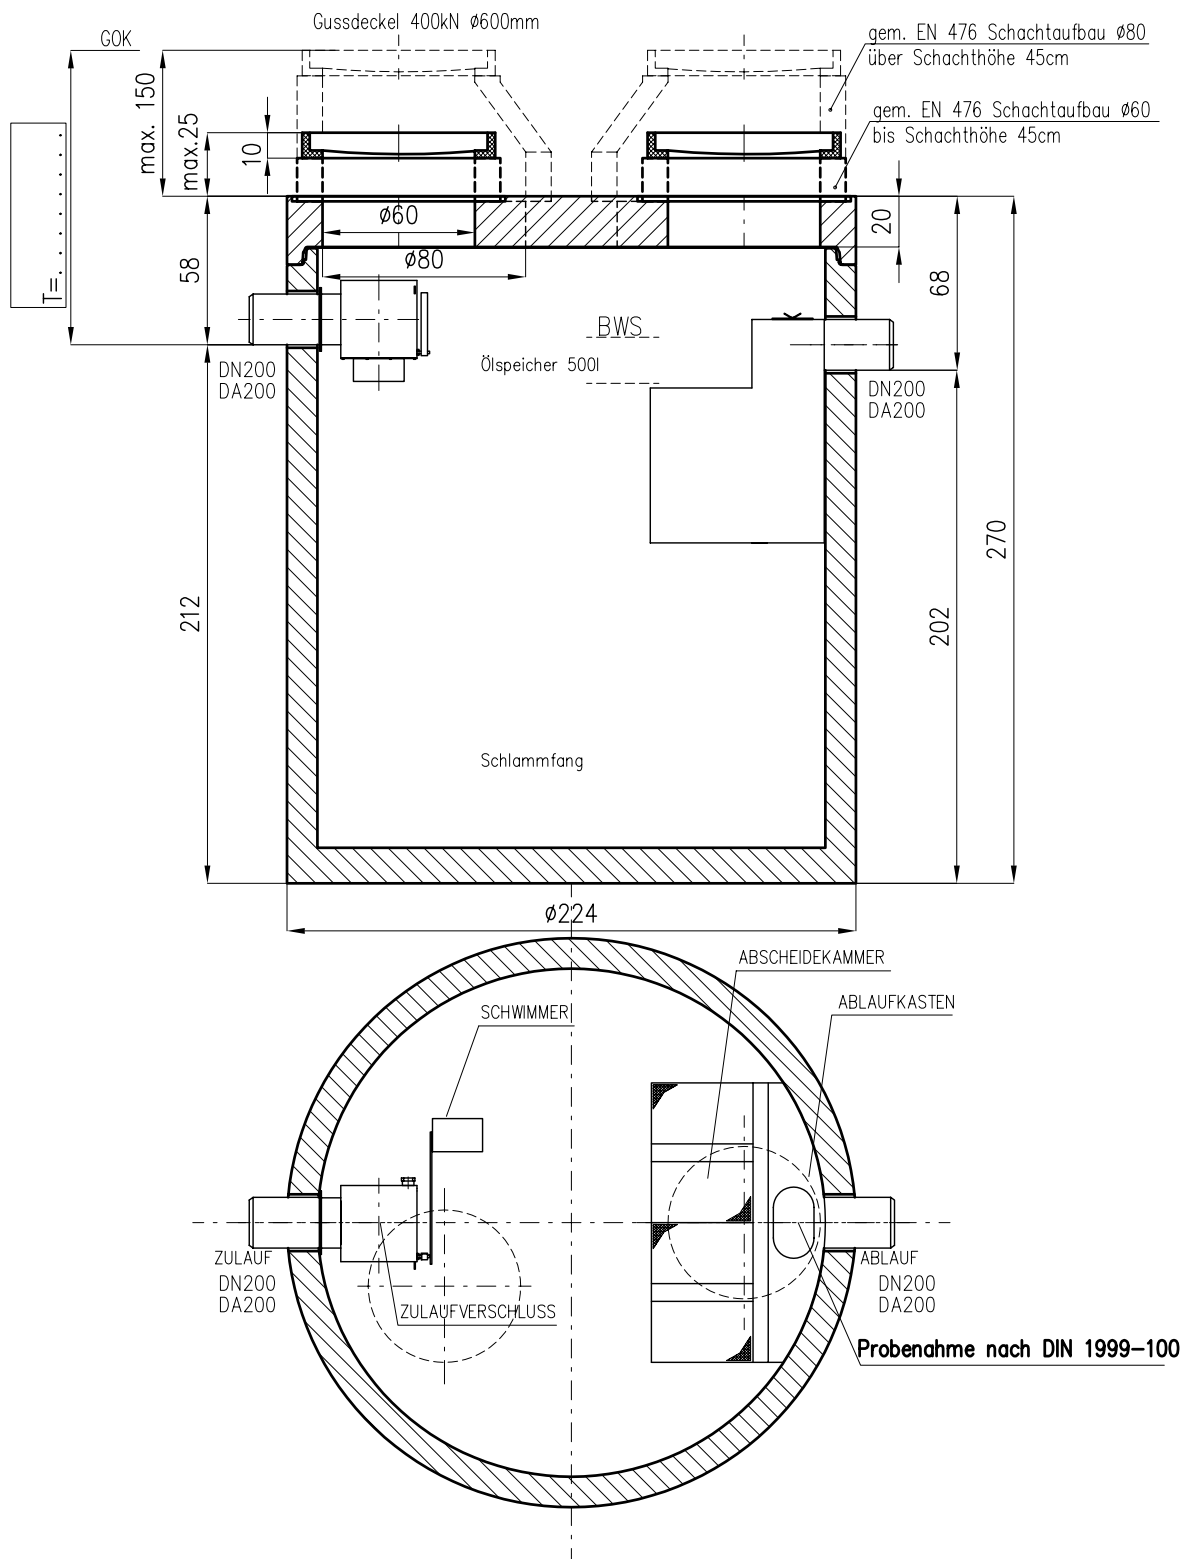 Gussdeckel 400kN Ø600mm
GOK
gem. EN 476 Schachtaufbau Ø80
über Schachthöhe 45cm
max. 150
max.25
10
gem. EN 476 Schachtaufbau Ø60
bis Schachthöhe 45cm
T=
Ø60
20
58
Ø80
68
BWS
Ölspeicher 500l
DN200
DA200
DN200
DA200
270
212
202
Schlammfang
Ø224
ABSCHEIDEKAMMER
ABLAUFKASTEN
SCHWIMMER
ZULAUF
DN200
DA200
ABLAUF
DN200
DA200
ZULAUFVERSCHLUSS
Probenahme nach DIN 1999-100